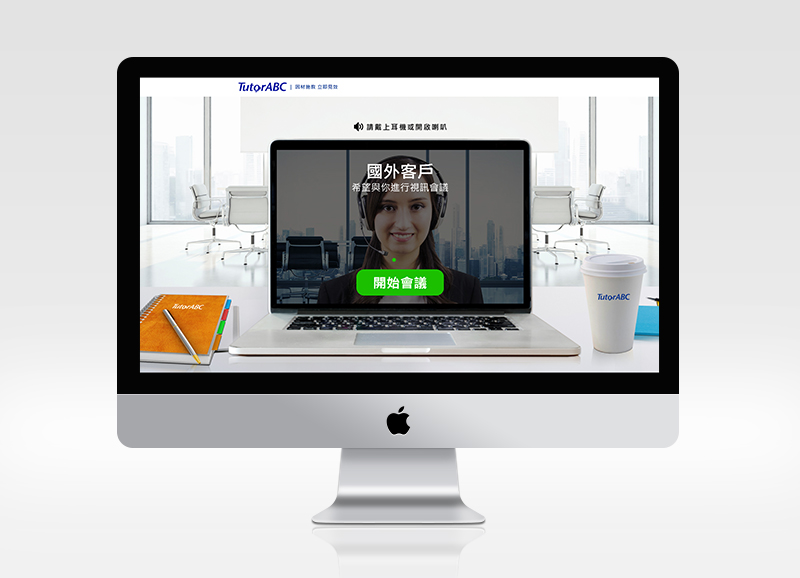 TutorABC | 因材施教 立即見效
請戴上耳機或開啟喇叭
國外客戶
希望與你進行視訊會議
開始會議
TutorABC
TutorABC